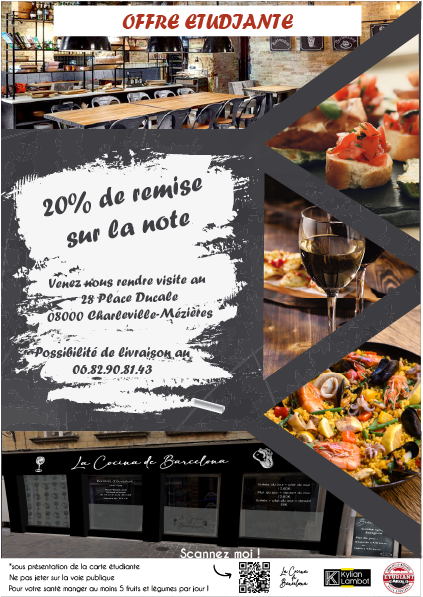 OFFRE ETUDIANTE
20% de remise
sur la note
Venez nous rendre visite au
28 Place Ducale
08000 Charleville-Mézières
Possibilité de livraison au
06.82.90.81.43
La Cocina de Barcelona
Scannez moi !
*sous présentation de la carte étudiante
Ne pas jeter sur la voie publique
Pour votre santé manger au moins 5 fruits et légumes par jour !
La Cocina
de
Barcelona
Kylian
Lambot
ETUDIANT